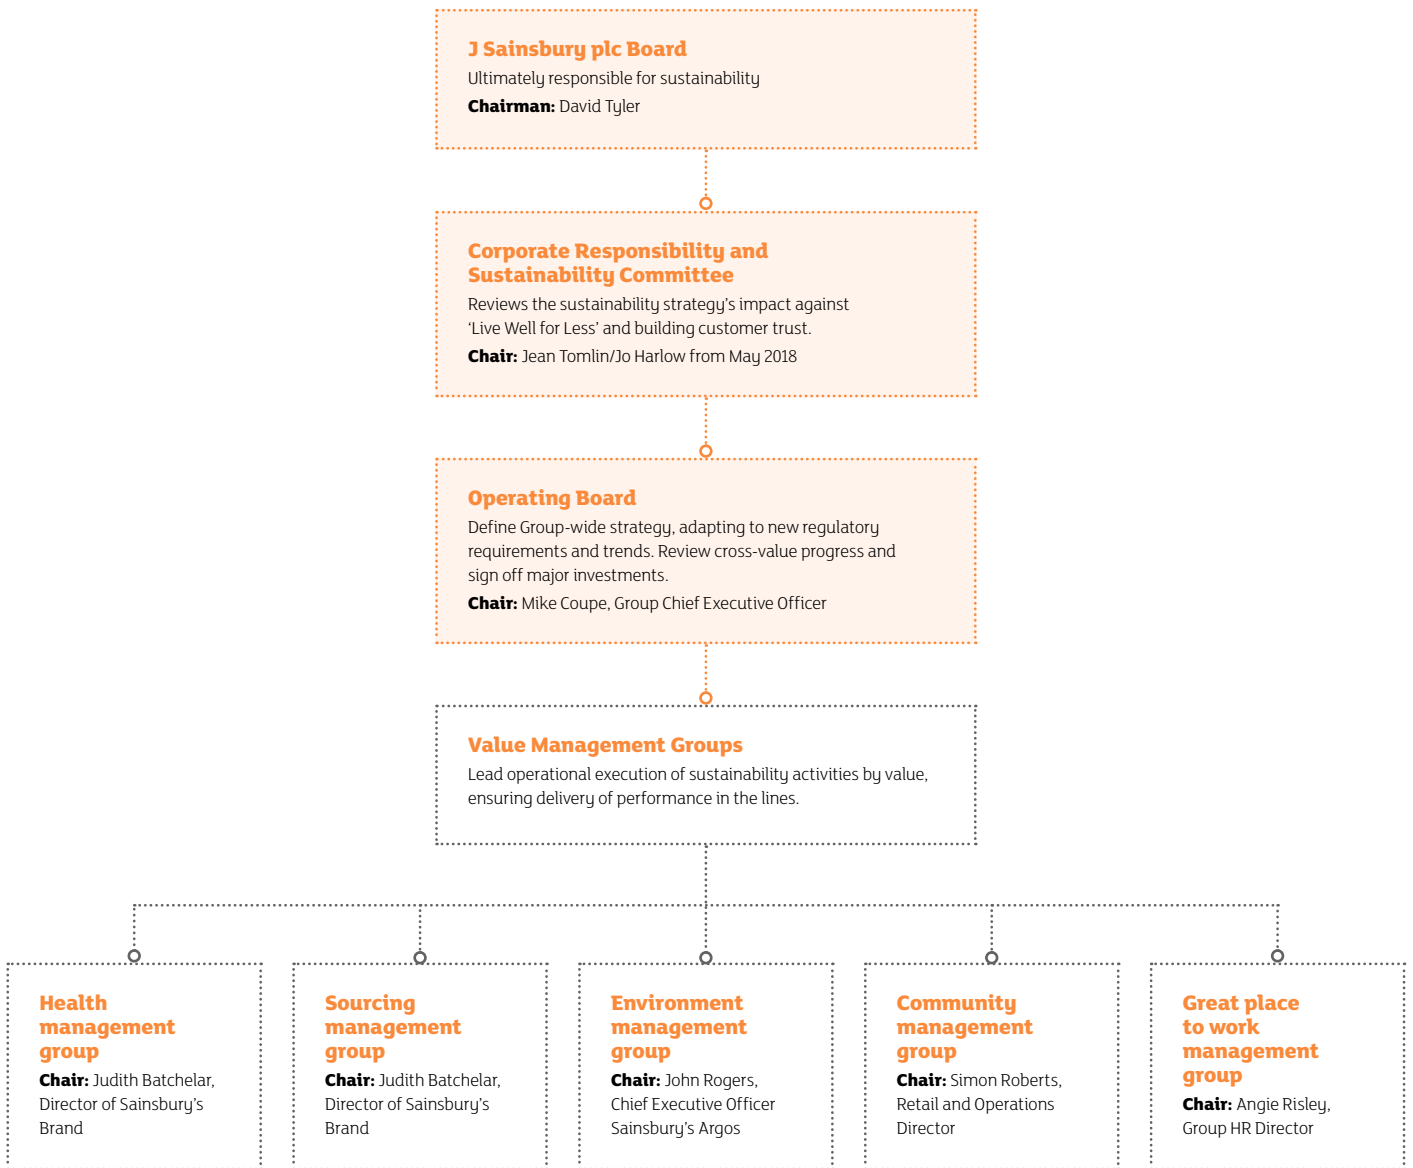 J Sainsbury plc Board
Ultimately responsible for sustainability
Chairman: David Tyler
Corporate Responsibility and
Sustainability Committee
Reviews the sustainability strategy's impact against
‘Live Well for Less’ and building customer trust.
Chair: Jean Tomlin/Jo Harlow from May 2018
Operating Board
Define Group-wide strategy, adapting to new regulatory
requirements and trends. Review cross-value progress and
sign off major investments.
Chair: Mike Coupe, Group Chief Executive Officer
Value Management Groups
Lead operational execution of sustainability activities by value,
ensuring delivery of performance in the lines.
Health
management
group
Chair: Judith Batchelar,
Director of Sainsbury's
Brand
Sourcing
management
group
Chair: Judith Batchelar,
Director of Sainsbury's
Brand
Environment
management
group
Chair: John Rogers,
Chief Executive Officer
Sainsbury's Argos
Community
management
group
Chair: Simon Roberts,
Retail and Operations
Director
Great place
to work
management
group
Chair: Angie Risley,
Group HR Director